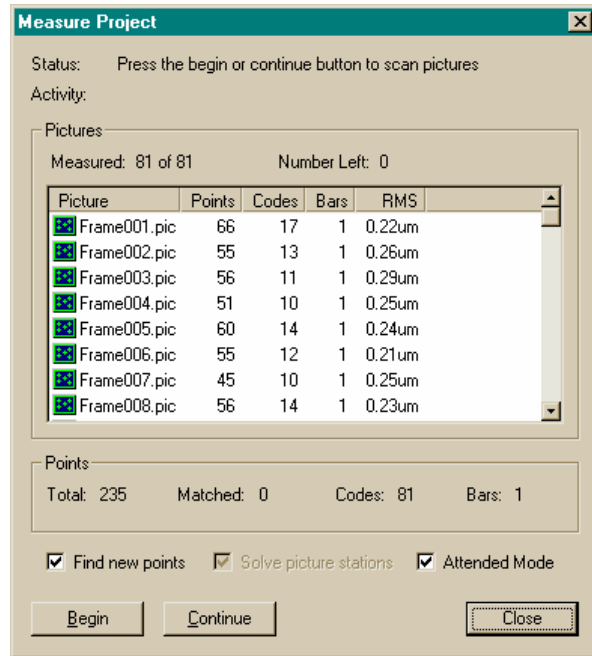 Measure Project
Status: Press the begin or continue button to scan pictures
Activity:
Pictures
Measured: 81 of 81 Number Left: 0
Picture Points Codes Bars RMS
Frame001.pic 66 17 1 0.22um
Frame002.pic 55 13 1 0.26um
Frame003.pic 56 11 1 0.29um
Frame004.pic 51 10 1 0.25um
Frame005.pic 60 14 1 0.24um
Frame006.pic 55 12 1 0.21um
Frame007.pic 45 10 1 0.25um
Frame008.pic 56 14 1 0.23um
Points
Total: 235 Matched: 0 Codes: 81 Bars: 1
Find new points Solve picture stations Attended Mode
Begin Continue Close